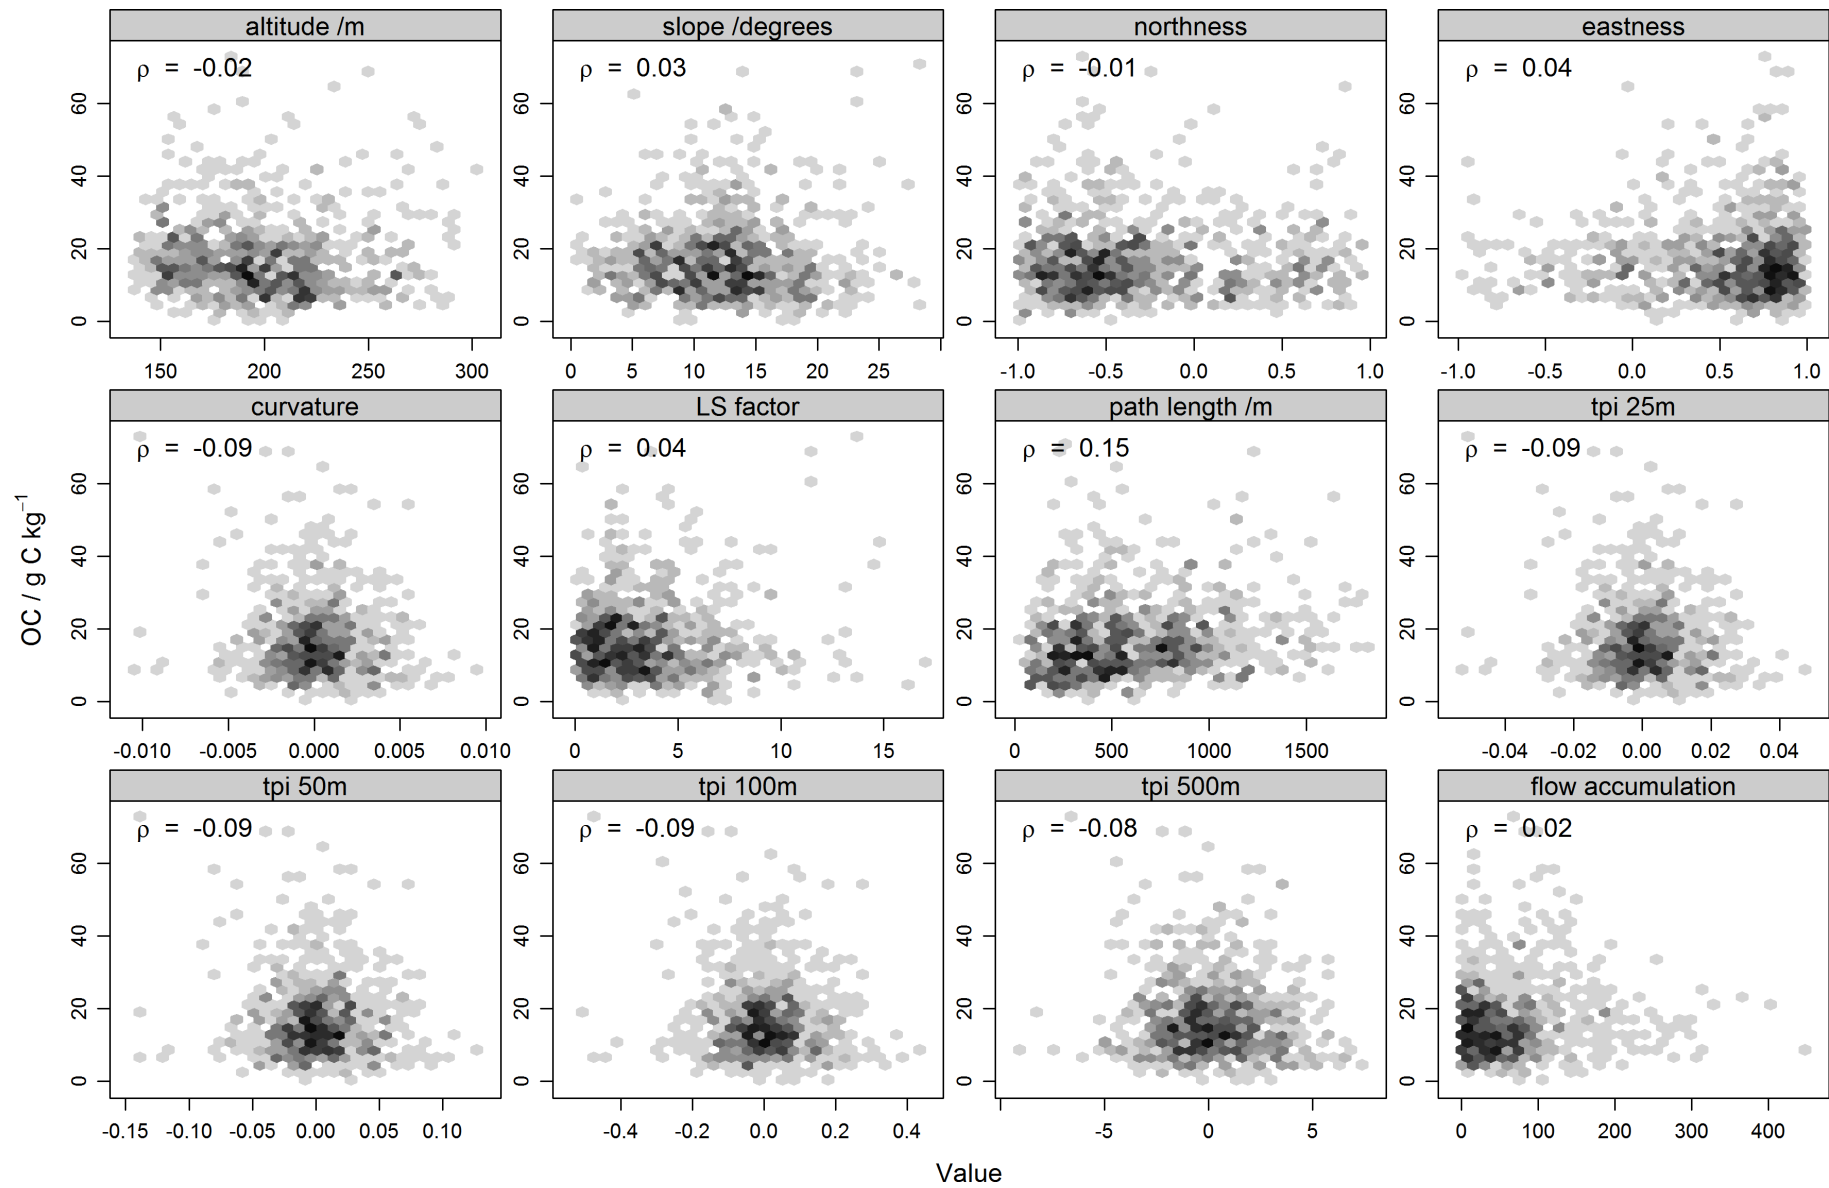 altitude /m slope /degrees northness eastness
ρ = -0.02 ρ = 0.03 ρ = -0.01 ρ = 0.04
60 60 60 60
40 40 40 40
20 20 20 20
0 0 0 0
150 200 250 300 0 5 10 15 20 25 -1.0 -0.5 0.0 0.5 1.0 -1.0 -0.5 0.0 0.5 1.0
curvature LS factor path length /m tpi 25m
ρ = -0.09 ρ = 0.04 ρ = 0.15 ρ = -0.09
60 60 60 60
40 40 40 40
20 20 20 20
0 0 0 0
-0.010 -0.005 0.000 0.005 0.010 0 5 10 15 0 500 1000 1500 -0.04 -0.02 0.00 0.02 0.04
OC / g C kg⁻¹
tpi 50m tpi 100m tpi 500m flow accumulation
ρ = -0.09 ρ = -0.09 ρ = -0.08 ρ = 0.02
60 60 60 60
40 40 40 40
20 20 20 20
0 0 0 0
-0.15 -0.10 -0.05 0.00 0.05 0.10 -0.4 -0.2 0.0 0.2 0.4 -5 0 5 0 100 200 300 400
Value